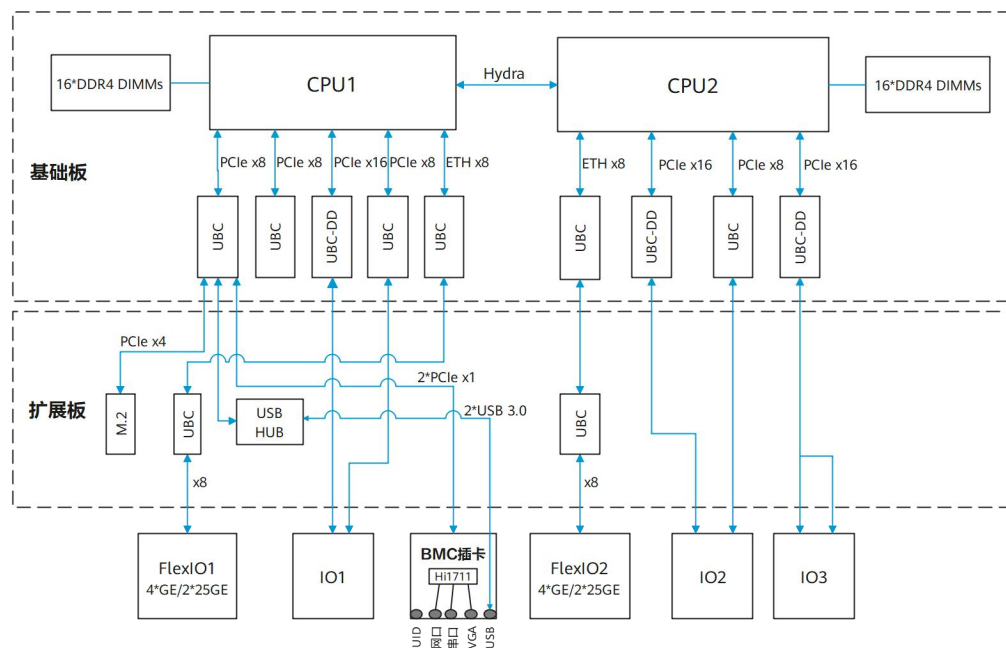 CPU1
CPU2
16*DDR4 DIMMs
Hydra
16*DDR4 DIMMs
基础板
PCIe x8
PCIe x8
PCIe x16
PCIe x8
ETH x8
ETH x8
PCIe x16
PCIe x8
PCIe x16
UBC
UBC
UBC-DD
UBC
UBC
UBC
UBC-DD
UBC
UBC-DD
扩展板
PCIe x4
2*PCIe x1
M.2
UBC
USB
HUB
2*USB 3.0
UBC
x8
x8
FlexIO1
4*GE/2*25GE
IO1
BMC插卡
Hi1711
FlexIO2
4*GE/2*25GE
IO2
IO3
UID
网口
串口
VGA
USB